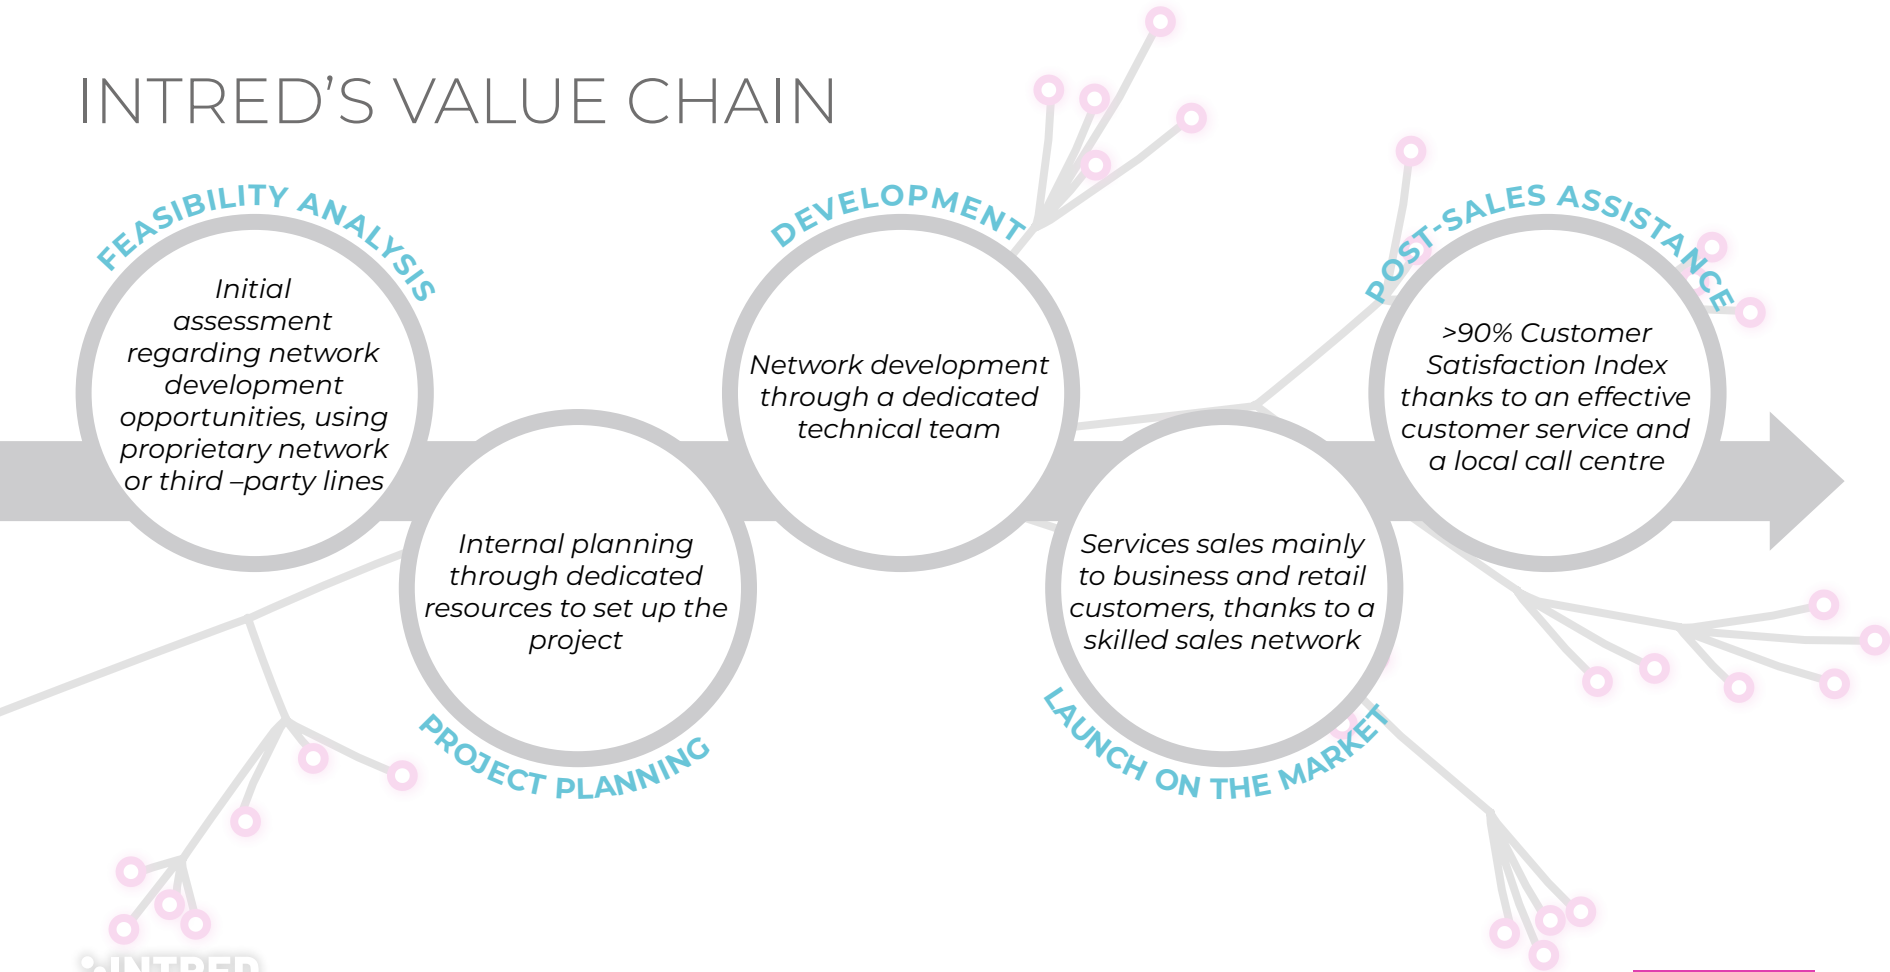 INTRED’S VALUE CHAIN
FEASIBILITY ANALYSIS
Initial
assessment
regarding network
development
opportunities, using
proprietary network
or third –party lines
Internal planning
through dedicated
resources to set up the
project
PROJECT PLANNING
DEVELOPMENT
Network development
through a dedicated
technical team
Services sales mainly
to business and retail
customers, thanks to a
skilled sales network
LAUNCH ON THE MARKET
POST-SALES ASSISTANCE
>90% Customer
Satisfaction Index
thanks to an effective
customer service and
a local call centre
INTRED